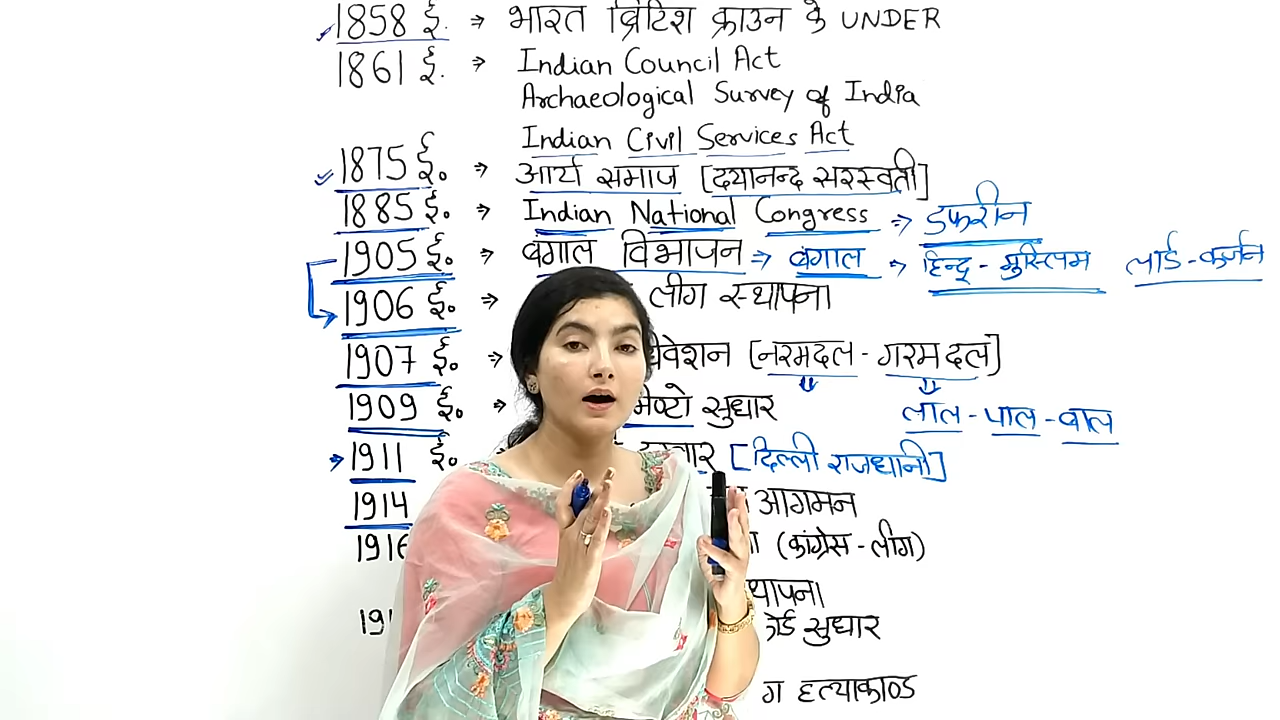 1858 ई. ⇒ भारत ब्रिटिश क्राउन के UNDER
1861 ई. ⇒ Indian Council Act
Archaeological Survey of India
Indian Civil Services Act
1875 ई. ⇒ आर्य समाज [दयानन्द सरस्वती]
1885 ई. ⇒ Indian National Congress ⇒ डफरीन
1905 ई. ⇒ बंगाल विभाजन ⇒ बंगाल ⇒ हिन्दू - मुस्लिम लार्ड-कर्जन
1906 ई. ⇒ लीग स्थापना
1907 ई. ⇒ [नरमदल - गरमदल]
1909 ई. ⇒ सुधार लाल - पाल - बाल
1911 ई. [दिल्ली राजधानी]
1914 आगमन
1916 (कांग्रेस - लीग)
सुधार
हत्याकाण्ड